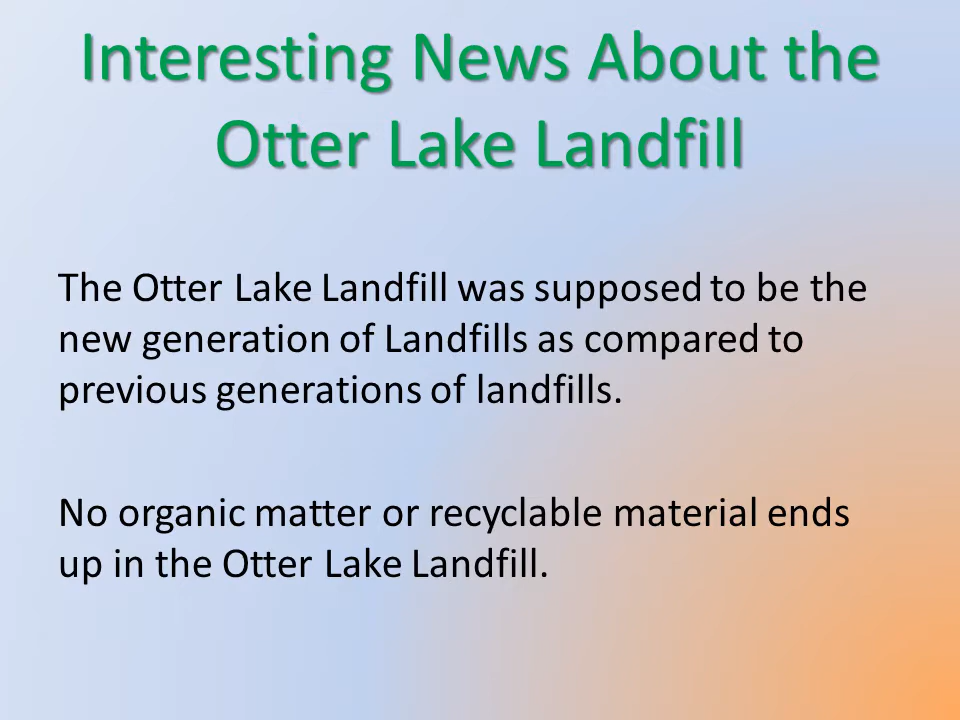 Interesting News About the
Otter Lake Landfill
The Otter Lake Landfill was supposed to be the
new generation of Landfills as compared to
previous generations of landfills.
No organic matter or recyclable material ends
up in the Otter Lake Landfill.